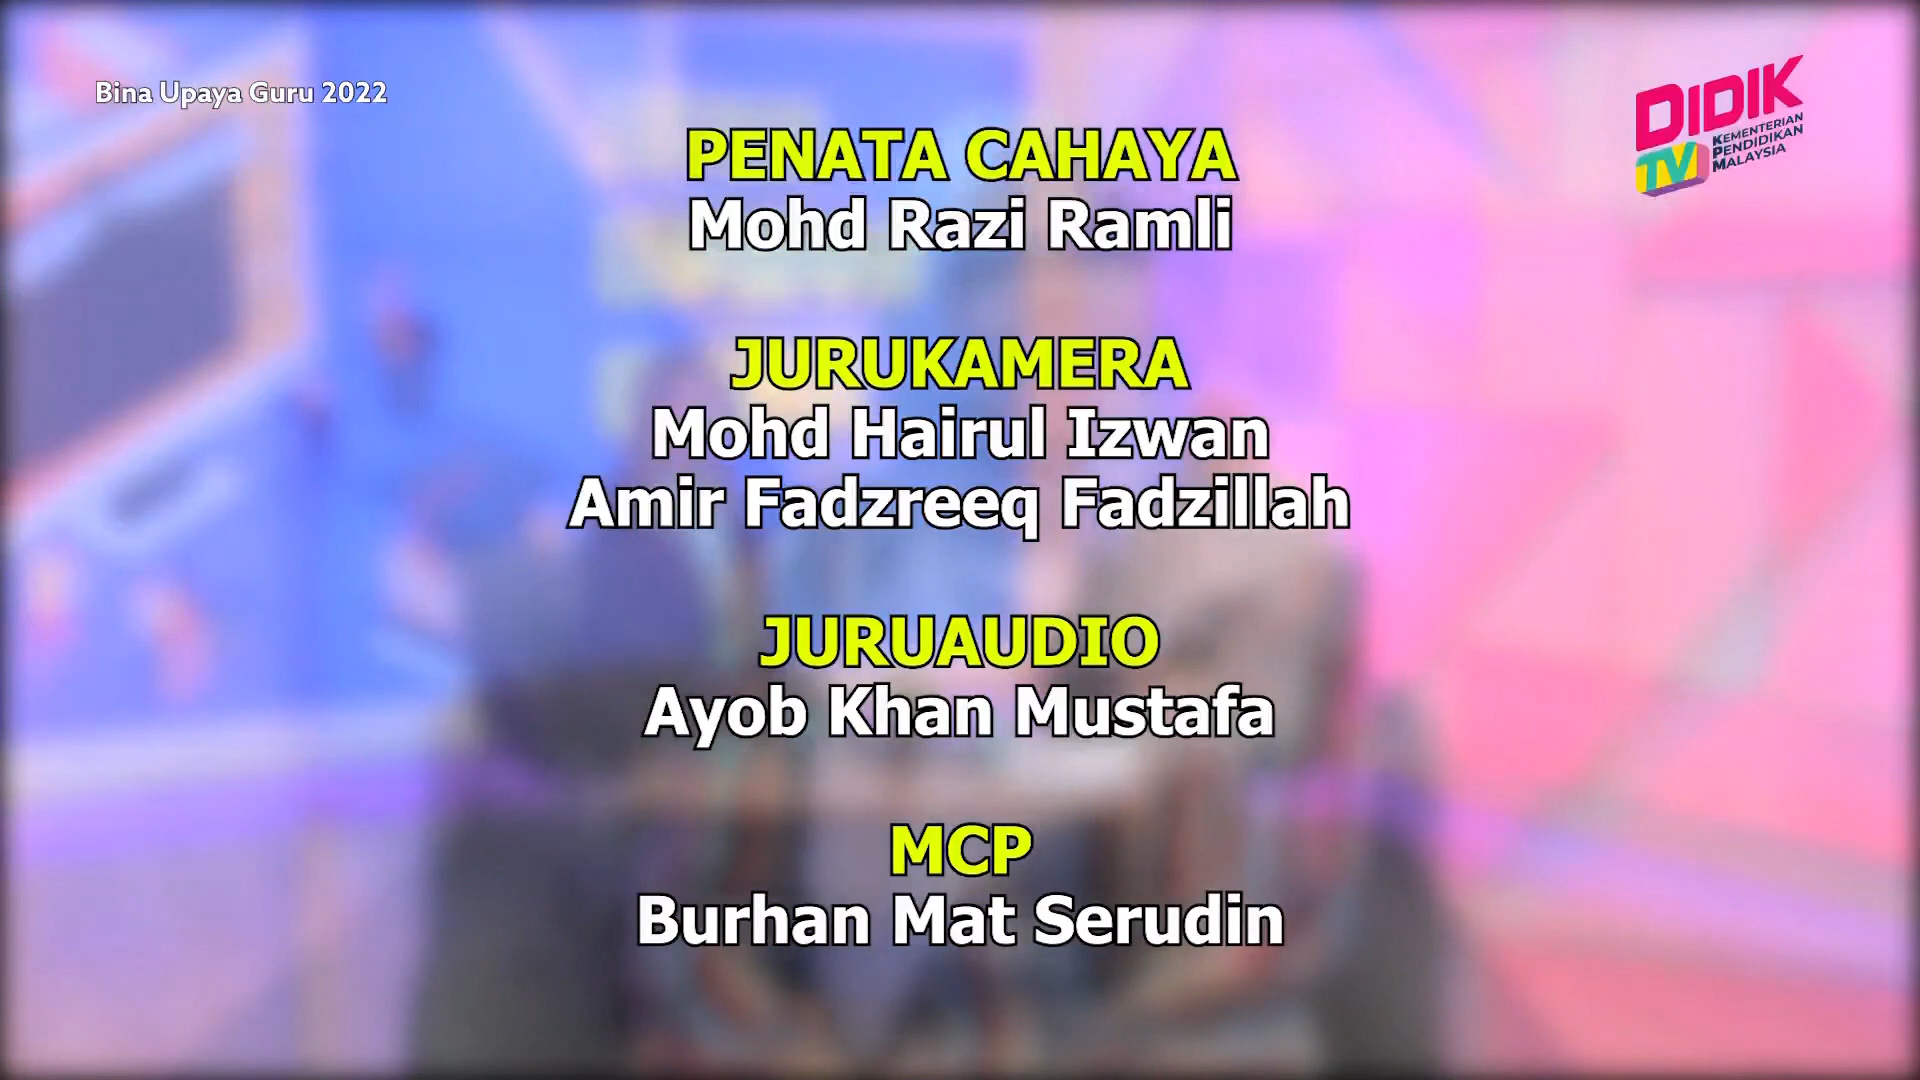 Bina Upaya Guru 2022
DIDIK
TV
KEMENTERIAN
PENDIDIKAN
MALAYSIA
PENATA CAHAYA
Mohd Razi Ramli
JURUKAMERA
Mohd Hairul Izwan
Amir Fadzreeq Fadzillah
JURUAUDIO
Ayob Khan Mustafa
MCP
Burhan Mat Serudin